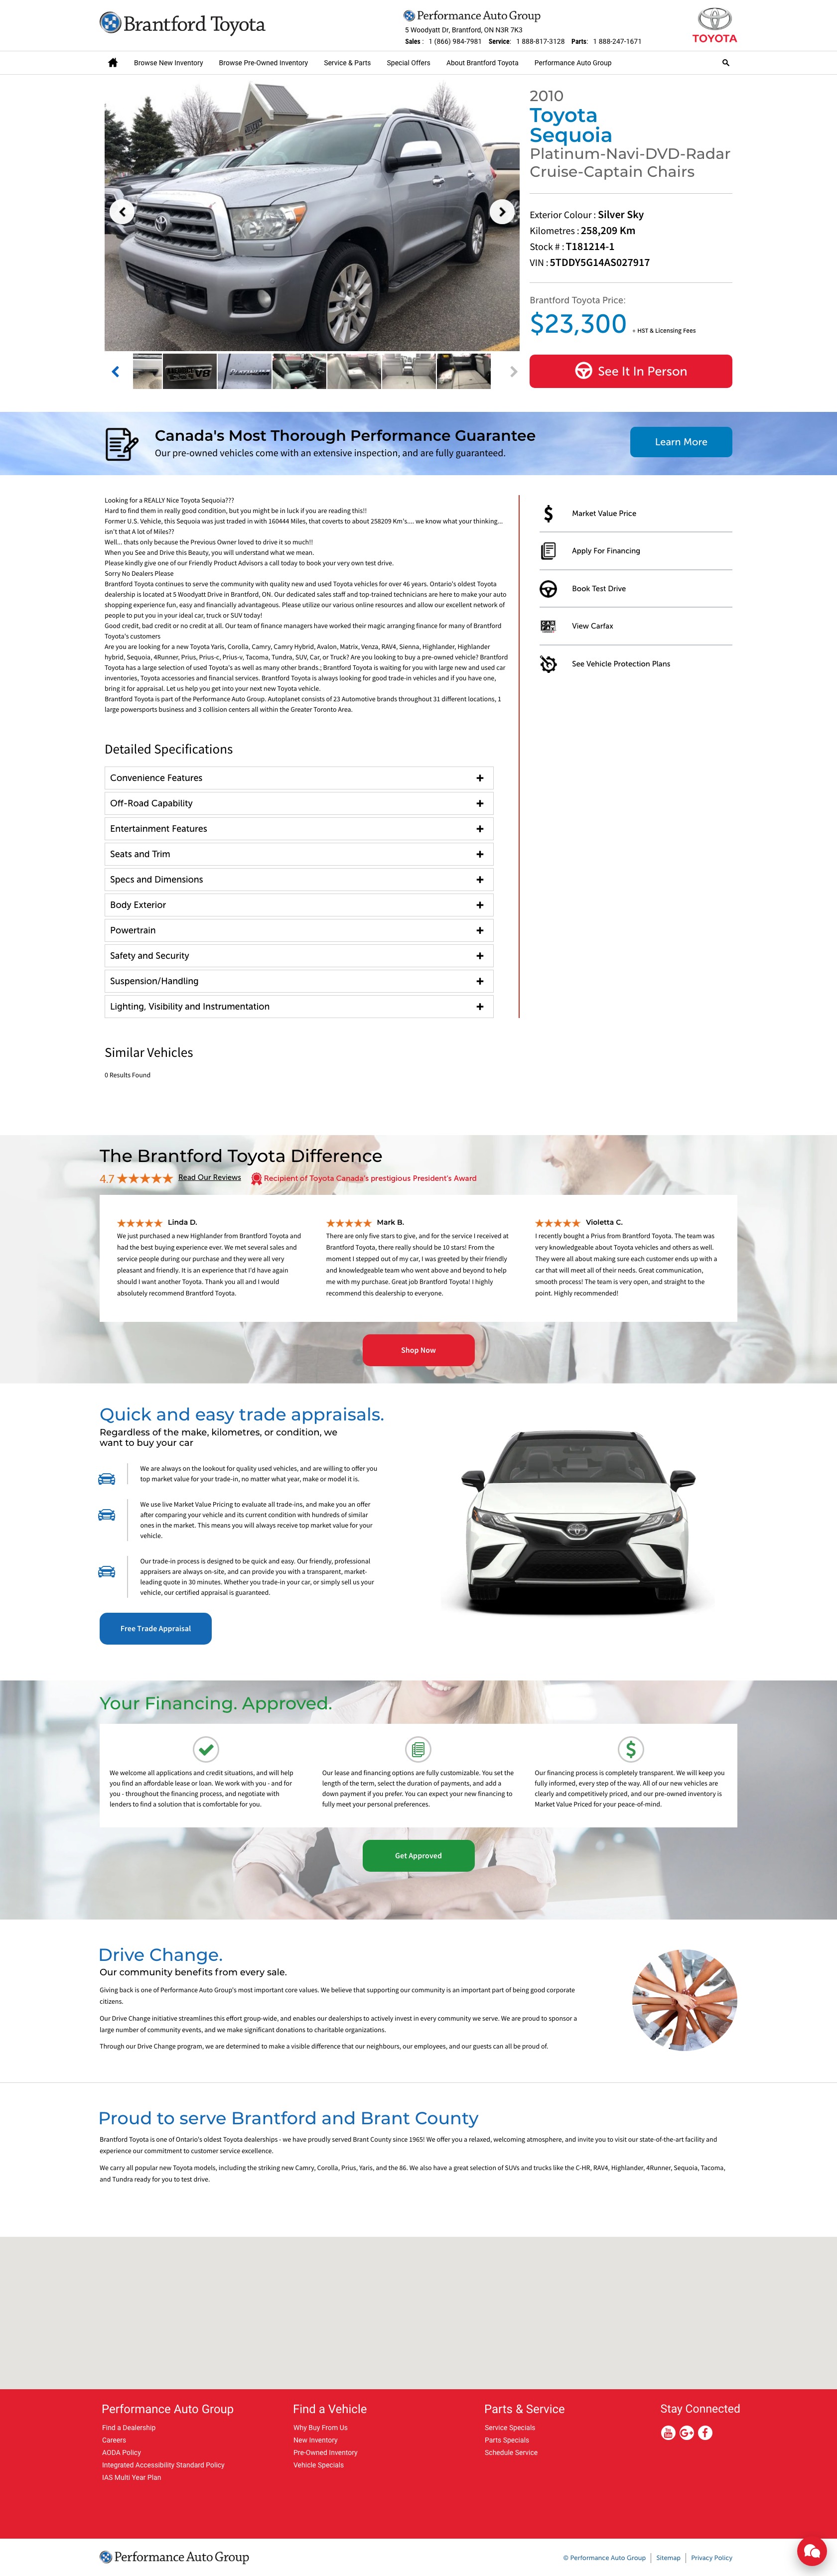 Brantford Toyota
Performance Auto Group
5 Woodyatt Dr, Brantford, ON N3R 7K3
Sales : 1 (866) 984-7981 Service: 1 888-817-3128 Parts: 1 888-247-1671
TOYOTA
Browse New Inventory Browse Pre-Owned Inventory Service & Parts Special Offers About Brantford Toyota Performance Auto Group
2010
Toyota
Sequoia
Platinum-Navi-DVD-Radar
Cruise-Captain Chairs
Exterior Colour : Silver Sky
Kilometres : 258,209 Km
Stock # : T181214-1
VIN : 5TDDY5G14AS027917
Brantford Toyota Price:
$23,300 + HST & Licensing Fees
V8
PLATINUM
See It In Person
Canada's Most Thorough Performance Guarantee
Our pre-owned vehicles come with an extensive inspection, and are fully guaranteed.
Learn More
Looking for a REALLY Nice Toyota Sequoia???
Hard to find them in really good condition, but you might be in luck if you are reading this!!
Former U.S. Vehicle, this Sequoia was just traded in with 160444 Miles, that coverts to about 258209 Km's.... we know what your thinking...
isn't that A lot of Miles??
Well... thats only because the Previous Owner loved to drive it so much!!
When you See and Drive this Beauty, you will understand what we mean.
Please kindly give one of our Friendly Product Advisors a call today to book your very own test drive.
Sorry No Dealers Please
Brantford Toyota continues to serve the community with quality new and used Toyota vehicles for over 46 years. Ontario's oldest Toyota
dealership is located at 5 Woodyatt Drive in Brantford, ON. Our dedicated sales staff and top-trained technicians are here to make your auto
shopping experience fun, easy and financially advantageous. Please utilize our various online resources and allow our excellent network of
people to put you in your ideal car, truck or SUV today!
Good credit, bad credit or no credit at all. Our team of finance managers have worked their magic arranging finance for many of Brantford
Toyota's customers
Are you are looking for a new Toyota Yaris, Corolla, Camry, Camry Hybrid, Avalon, Matrix, Venza, RAV4, Sienna, Highlander, Highlander
hybrid, Sequoia, 4Runner, Prius, Prius-c, Prius-v, Tacoma, Tundra, SUV, Car, or Truck? Are you looking to buy a pre-owned vehicle? Brantford
Toyota has a large selection of used Toyota's as well as many other brands.; Brantford Toyota is waiting for you with large new and used car
inventories, Toyota accessories and financial services. Brantford Toyota is always looking for good trade-in vehicles and if you have one,
bring it for appraisal. Let us help you get into your next new Toyota vehicle.
Brantford Toyota is part of the Performance Auto Group. Autoplanet consists of 23 Automotive brands throughout 31 different locations, 1
large powersports business and 3 collision centers all within the Greater Toronto Area.
Market Value Price
Apply For Financing
Book Test Drive
View Carfax
See Vehicle Protection Plans
Detailed Specifications
Convenience Features
Off-Road Capability
Entertainment Features
Seats and Trim
Specs and Dimensions
Body Exterior
Powertrain
Safety and Security
Suspension/Handling
Lighting, Visibility and Instrumentation
Similar Vehicles
0 Results Found
The Brantford Toyota Difference
4.7 Read Our Reviews Recipient of Toyota Canada's prestigious President's Award
Linda D.
We just purchased a new Highlander from Brantford Toyota and
had the best buying experience ever. We met several sales and
service people during our purchase and they were all very
pleasant and friendly. It is an experience that I'd have again
should I want another Toyota. Thank you all and I would
absolutely recommend Brantford Toyota.
Mark B.
There are only five stars to give, and for the service I received at
Brantford Toyota, there really should be 10 stars! From the
moment I stepped out of my car, I was greeted by their friendly
and knowledgeable team who went above and beyond to help
me with my purchase. Great job Brantford Toyota! I highly
recommend this dealership to everyone.
Violetta C.
I recently bought a Prius from Brantford Toyota. The team was
very knowledgeable about Toyota vehicles and others as well.
They were all about making sure each customer ends up with a
car that will meet all of their needs. Great communication,
smooth process! The team is very open, and straight to the
point. Highly recommended!
Shop Now
Quick and easy trade appraisals.
Regardless of the make, kilometres, or condition, we
want to buy your car
We are always on the lookout for quality used vehicles, and are willing to offer you
top market value for your trade-in, no matter what year, make or model it is.
We use live Market Value Pricing to evaluate all trade-ins, and make you an offer
after comparing your vehicle and its current condition with hundreds of similar
ones in the market. This means you will always receive top market value for your
vehicle.
Our trade-in process is designed to be quick and easy. Our friendly, professional
appraisers are always on-site, and can provide you with a transparent, market-
leading quote in 30 minutes. Whether you trade-in your car, or simply sell us your
vehicle, our certified appraisal is guaranteed.
Free Trade Appraisal
Your Financing. Approved.
We welcome all applications and credit situations, and will help
you find an affordable lease or loan. We work with you - and for
you - throughout the financing process, and negotiate with
lenders to find a solution that is comfortable for you.
Our lease and financing options are fully customizable. You set the
length of the term, select the duration of payments, and add a
down payment if you prefer. You can expect your new financing to
fully meet your personal preferences.
Our financing process is completely transparent. We will keep you
fully informed, every step of the way. All of our new vehicles are
clearly and competitively priced, and our pre-owned inventory is
Market Value Priced for your peace-of-mind.
Get Approved
Drive Change.
Our community benefits from every sale.
Giving back is one of Performance Auto Group's most important core values. We believe that supporting our community is an important part of being good corporate
citizens.
Our Drive Change initiative streamlines this effort group-wide, and enables our dealerships to actively invest in every community we serve. We are proud to sponsor a
large number of community events, and we make significant donations to charitable organizations.
Through our Drive Change program, we are determined to make a visible difference that our neighbours, our employees, and our guests can all be proud of.
Proud to serve Brantford and Brant County
Brantford Toyota is one of Ontario's oldest Toyota dealerships - we have proudly served Brant County since 1965! We offer you a relaxed, welcoming atmosphere, and invite you to visit our state-of-the-art facility and
experience our commitment to customer service excellence.
We carry all popular new Toyota models, including the striking new Camry, Corolla, Prius, Yaris, and the 86. We also have a great selection of SUVs and trucks like the C-HR, RAV4, Highlander, 4Runner, Sequoia, Tacoma,
and Tundra ready for you to test drive.
Performance Auto Group
Find a Dealership
Careers
AODA Policy
Integrated Accessibility Standard Policy
IAS Multi Year Plan
Find a Vehicle
Why Buy From Us
New Inventory
Pre-Owned Inventory
Vehicle Specials
Parts & Service
Service Specials
Parts Specials
Schedule Service
Stay Connected
Performance Auto Group
© Performance Auto Group Sitemap Privacy Policy